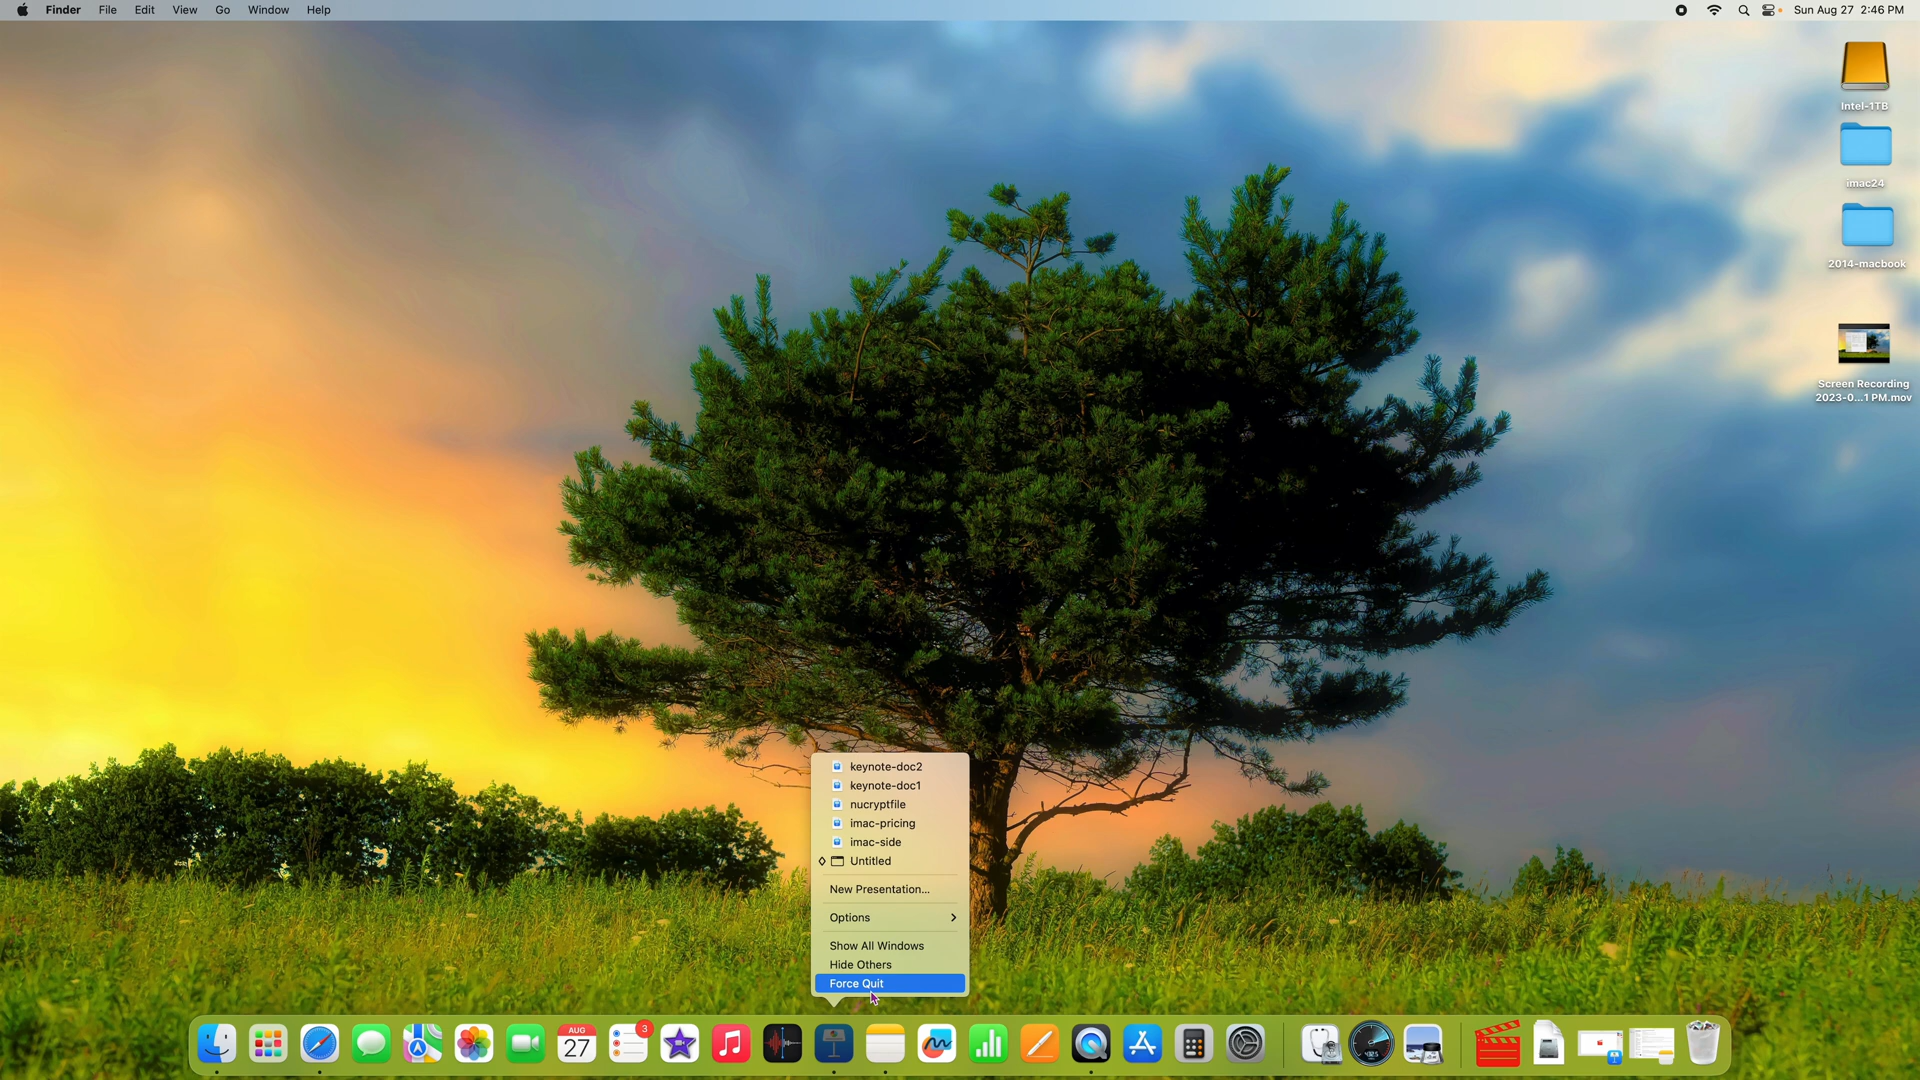 Finder File Edit View Go Window Help
Sun Aug 27 2:46 PM
Intel-1TB
imac24
2014-macbook
Screen Recording
2023-0...1 PM.mov
keynote-doc2
keynote-doc1
nucryptfile
imac-pricing
imac-side
Untitled
New Presentation...
Options
Show All Windows
Hide Others
Force Quit
AUG
27
3